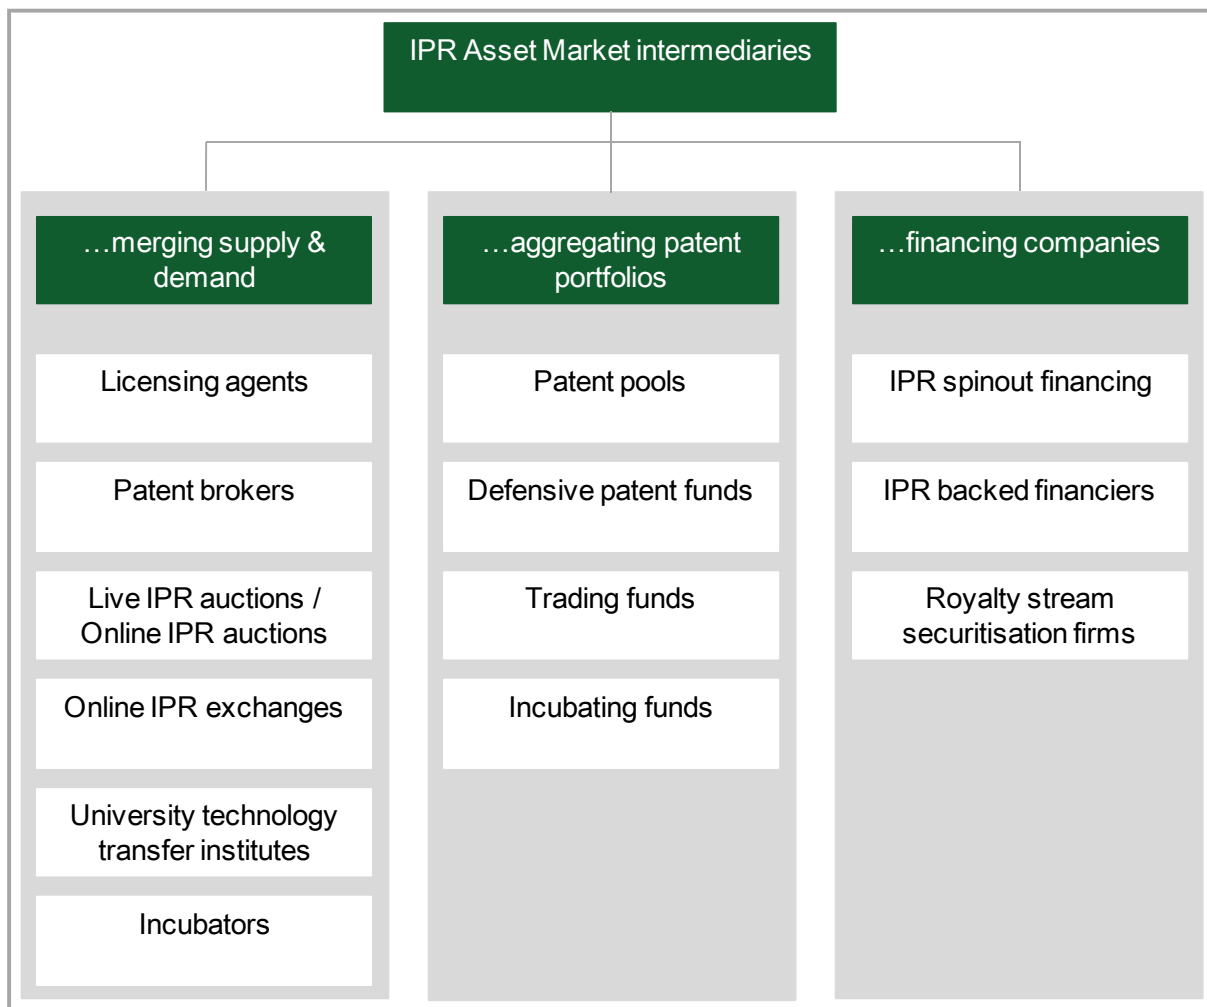 IPR Asset Market intermediaries
…merging supply &
demand
Licensing agents
Patent brokers
Live IPR auctions /
Online IPR auctions
Online IPR exchanges
University technology
transfer institutes
Incubators
…aggregating patent
portfolios
Patent pools
Defensive patent funds
Trading funds
Incubating funds
…financing companies
IPR spinout financing
IPR backed financiers
Royalty stream
securitisation firms